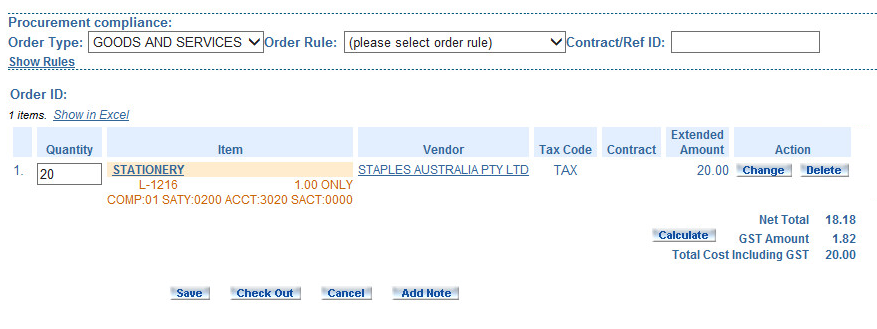 Procurement compliance:
Order Type: GOODS AND SERVICES Order Rule: (please select order rule) Contract/Ref ID:
Show Rules
Order ID:
1 items. Show in Excel
Quantity Item Vendor Tax Code Contract Extended Amount Action
1. 20 STATIONERY STAPLES AUSTRALIA PTY LTD TAX 20.00 Change Delete
L-1216 1.00 ONLY
COMP:01 SATY:0200 ACCT:3020 SACT:0000
Net Total 18.18
Calculate GST Amount 1.82
Total Cost Including GST 20.00
Save Check Out Cancel Add Note